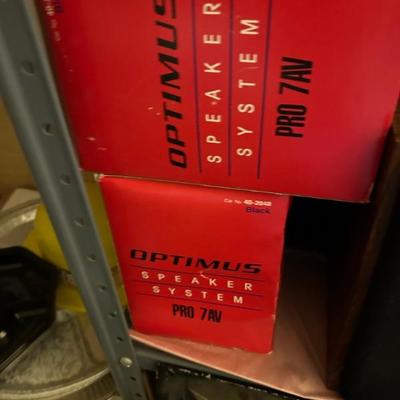 OPTIMUS
SPEAKER
SYSTEM
PRO 7AV
Cat. No. 40-2048
Black
OPTIMUS
SPEAKER
SYSTEM
PRO 7AV